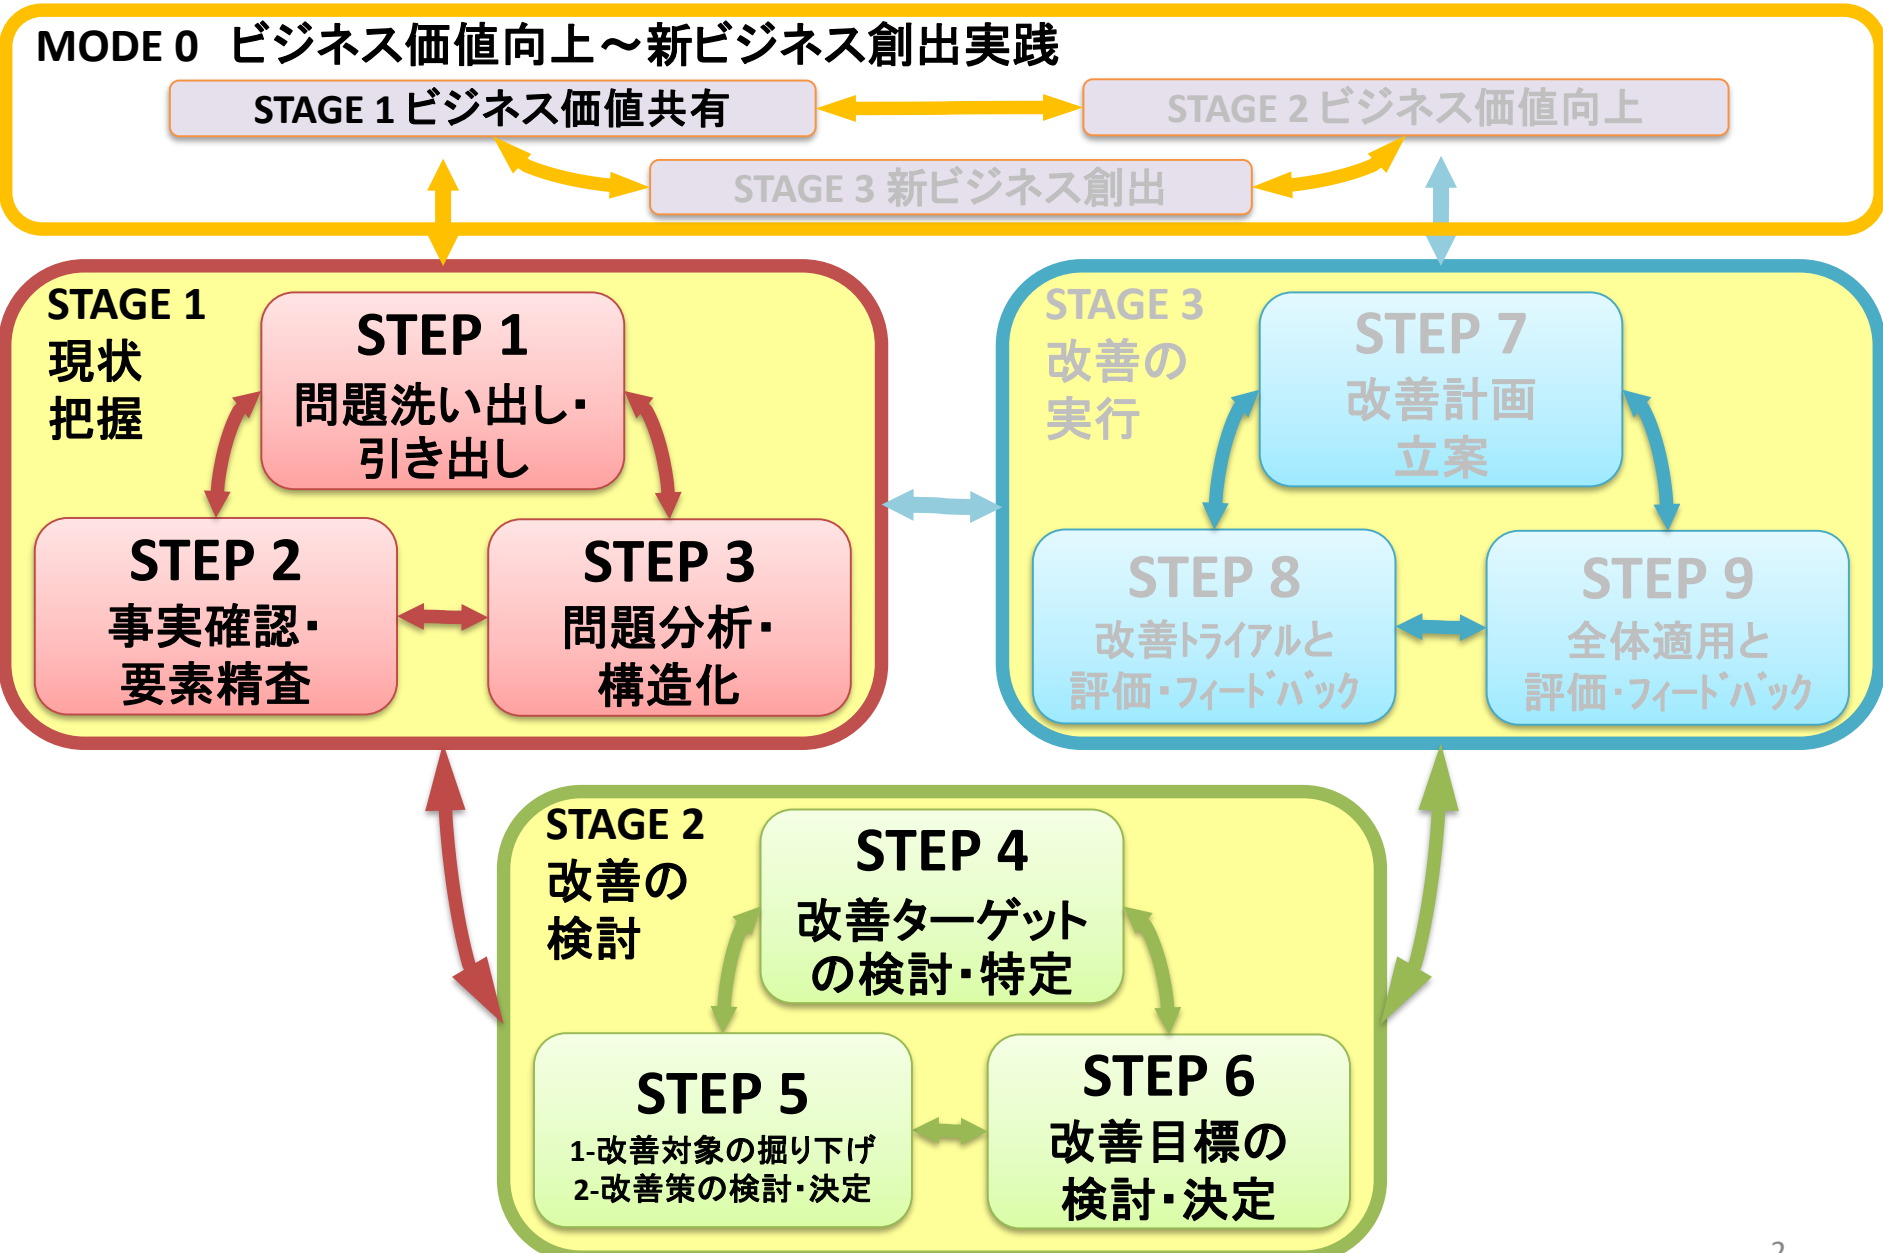 MODE 0 ビジネス価値向上～新ビジネス創出実践
STAGE 1 ビジネス価値共有
STAGE 2 ビジネス価値向上
STAGE 3 新ビジネス創出
STAGE 1
現状
把握
STEP 1
問題洗い出し・
引き出し
STEP 2
事実確認・
要素精査
STEP 3
問題分析・
構造化
STAGE 3
改善の
実行
STEP 7
改善計画
立案
STEP 8
改善ﾄﾗｲｱﾙと
評価・ﾌｨｰﾄﾞﾊﾞｯｸ
STEP 9
全体適用と
評価・ﾌｨｰﾄﾞﾊﾞｯｸ
STAGE 2
改善の
検討
STEP 4
改善ターゲット
の検討・特定
STEP 5
1-改善対象の掘り下げ
2-改善策の検討・決定
STEP 6
改善目標の
検討・決定
2